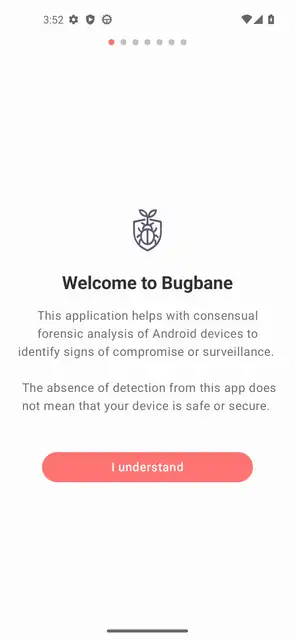 3:52
Welcome to Bugbane
This application helps with consensual
forensic analysis of Android devices to
identify signs of compromise or surveillance.
The absence of detection from this app does
not mean that your device is safe or secure.
I understand